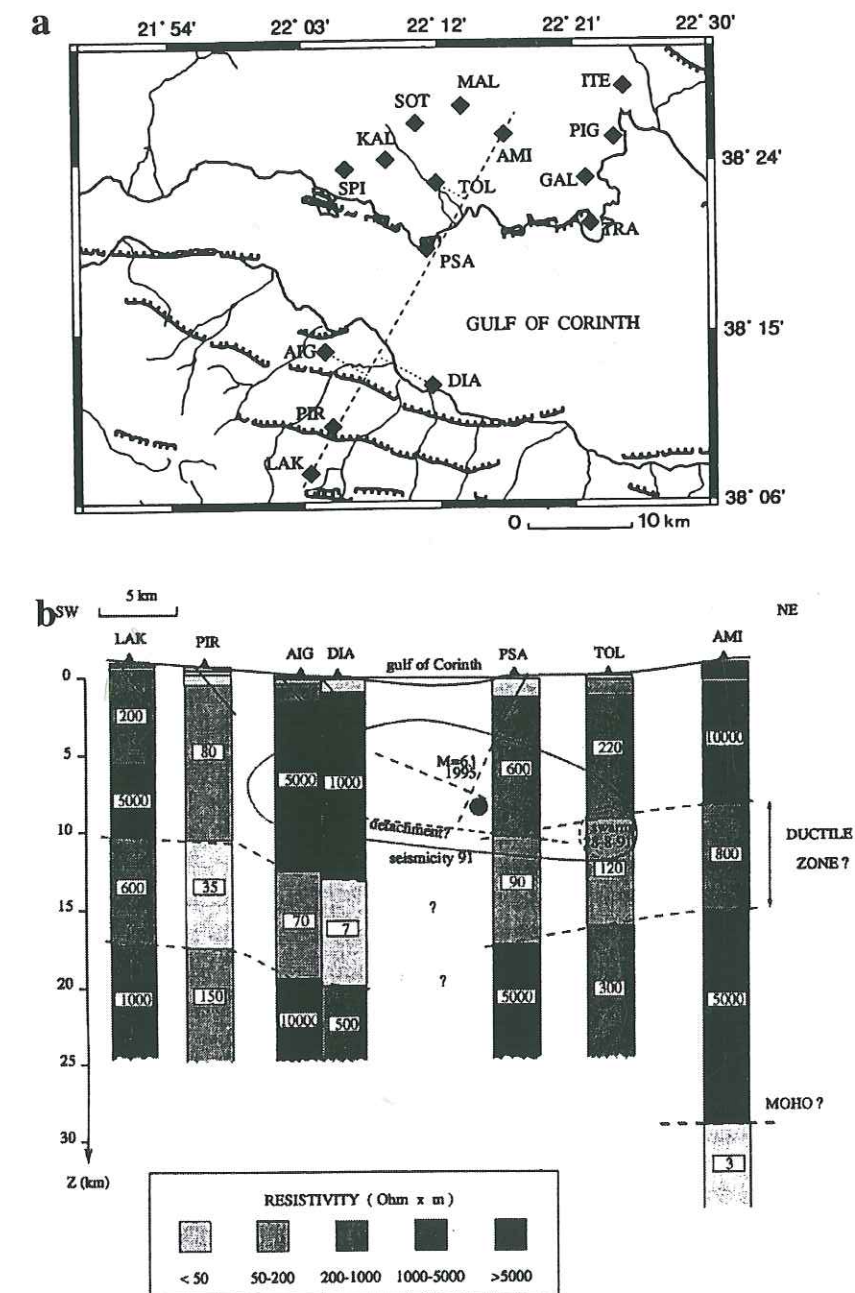 a
21° 54' 22° 03' 22° 12' 22° 21' 22° 30'
MAL
ITE
SOT
PIG
KAL
AMI
38° 24'
SPI
TOL
GAL
TRA
PSA
GULF OF CORINTH
38° 15'
AIG
DIA
PIR
LAK
38° 06'
0 10 km
b
SW
5 km
NE
LAK PIR AIG DIA gulf of Corinth PSA TOL AMI
0
200
80
220
10000
5
M=6.1
1995
600
5000 1000
5000
detachment?
swarm
8-8-91
10
seismicity 91
DUCTILE
ZONE ?
800
600
35
90
120
15
70
7
?
20
?
1000
150
5000
300
5000
10000
500
25
MOHO ?
30
3
Z (km)
RESISTIVITY ( Ohm x m )
< 50 50-200 200-1000 1000-5000 >5000